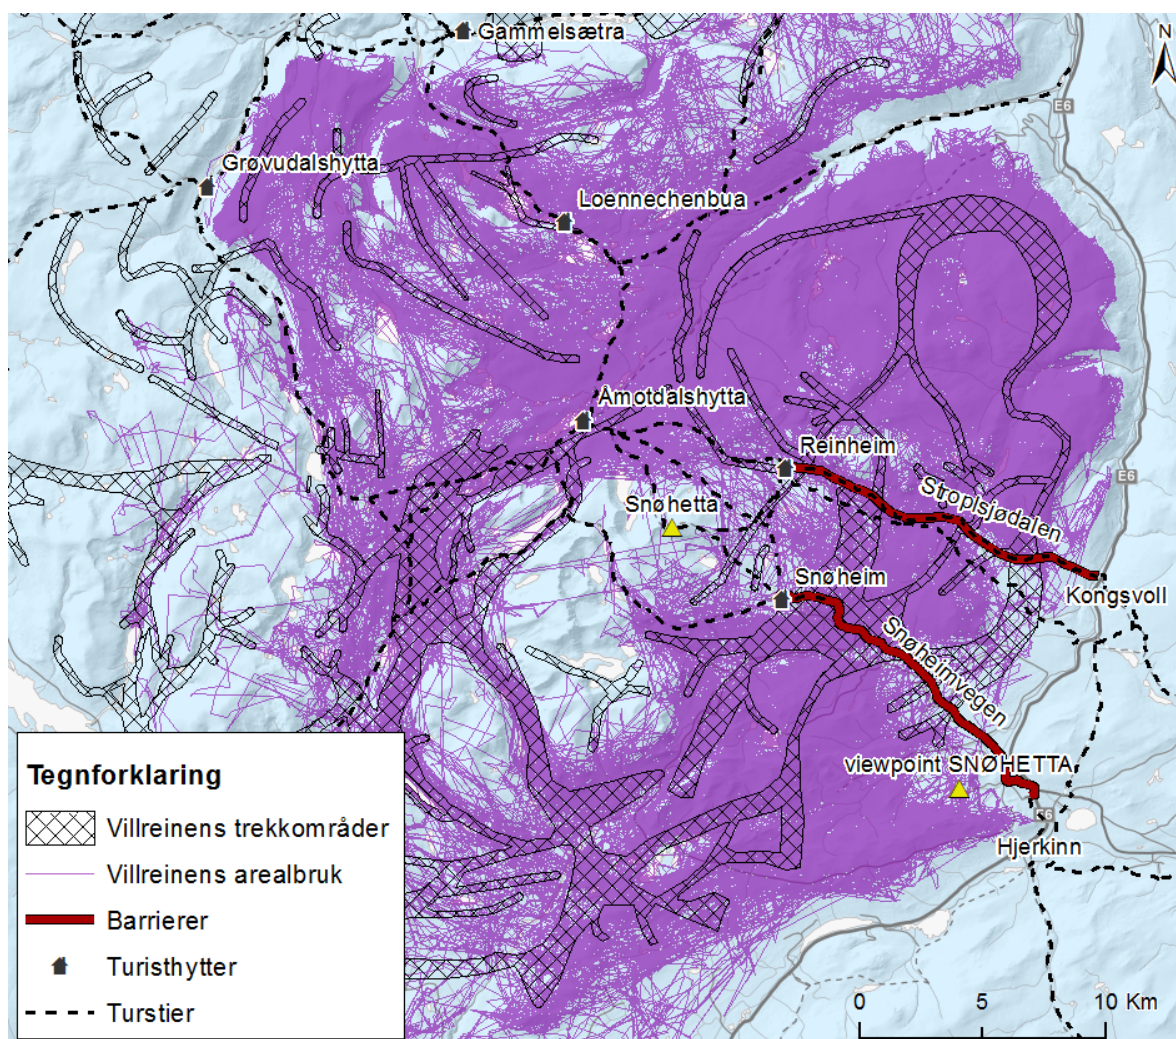 Gammelsætra
N
E6
Grøvudalshytta
Loennechenbua
Åmotdalshytta
Reinheim
E6
Snøhetta
Stroplsjødalen
Snøheim
Kongsvoll
Snøheimvegen
viewpoint SNØHETTA
E6
Hjerkinn
Tegnforklaring
Villreinens trekkområder
Villreinens arealbruk
Barrierer
Turisthytter
Turstier
0 5 10 Km